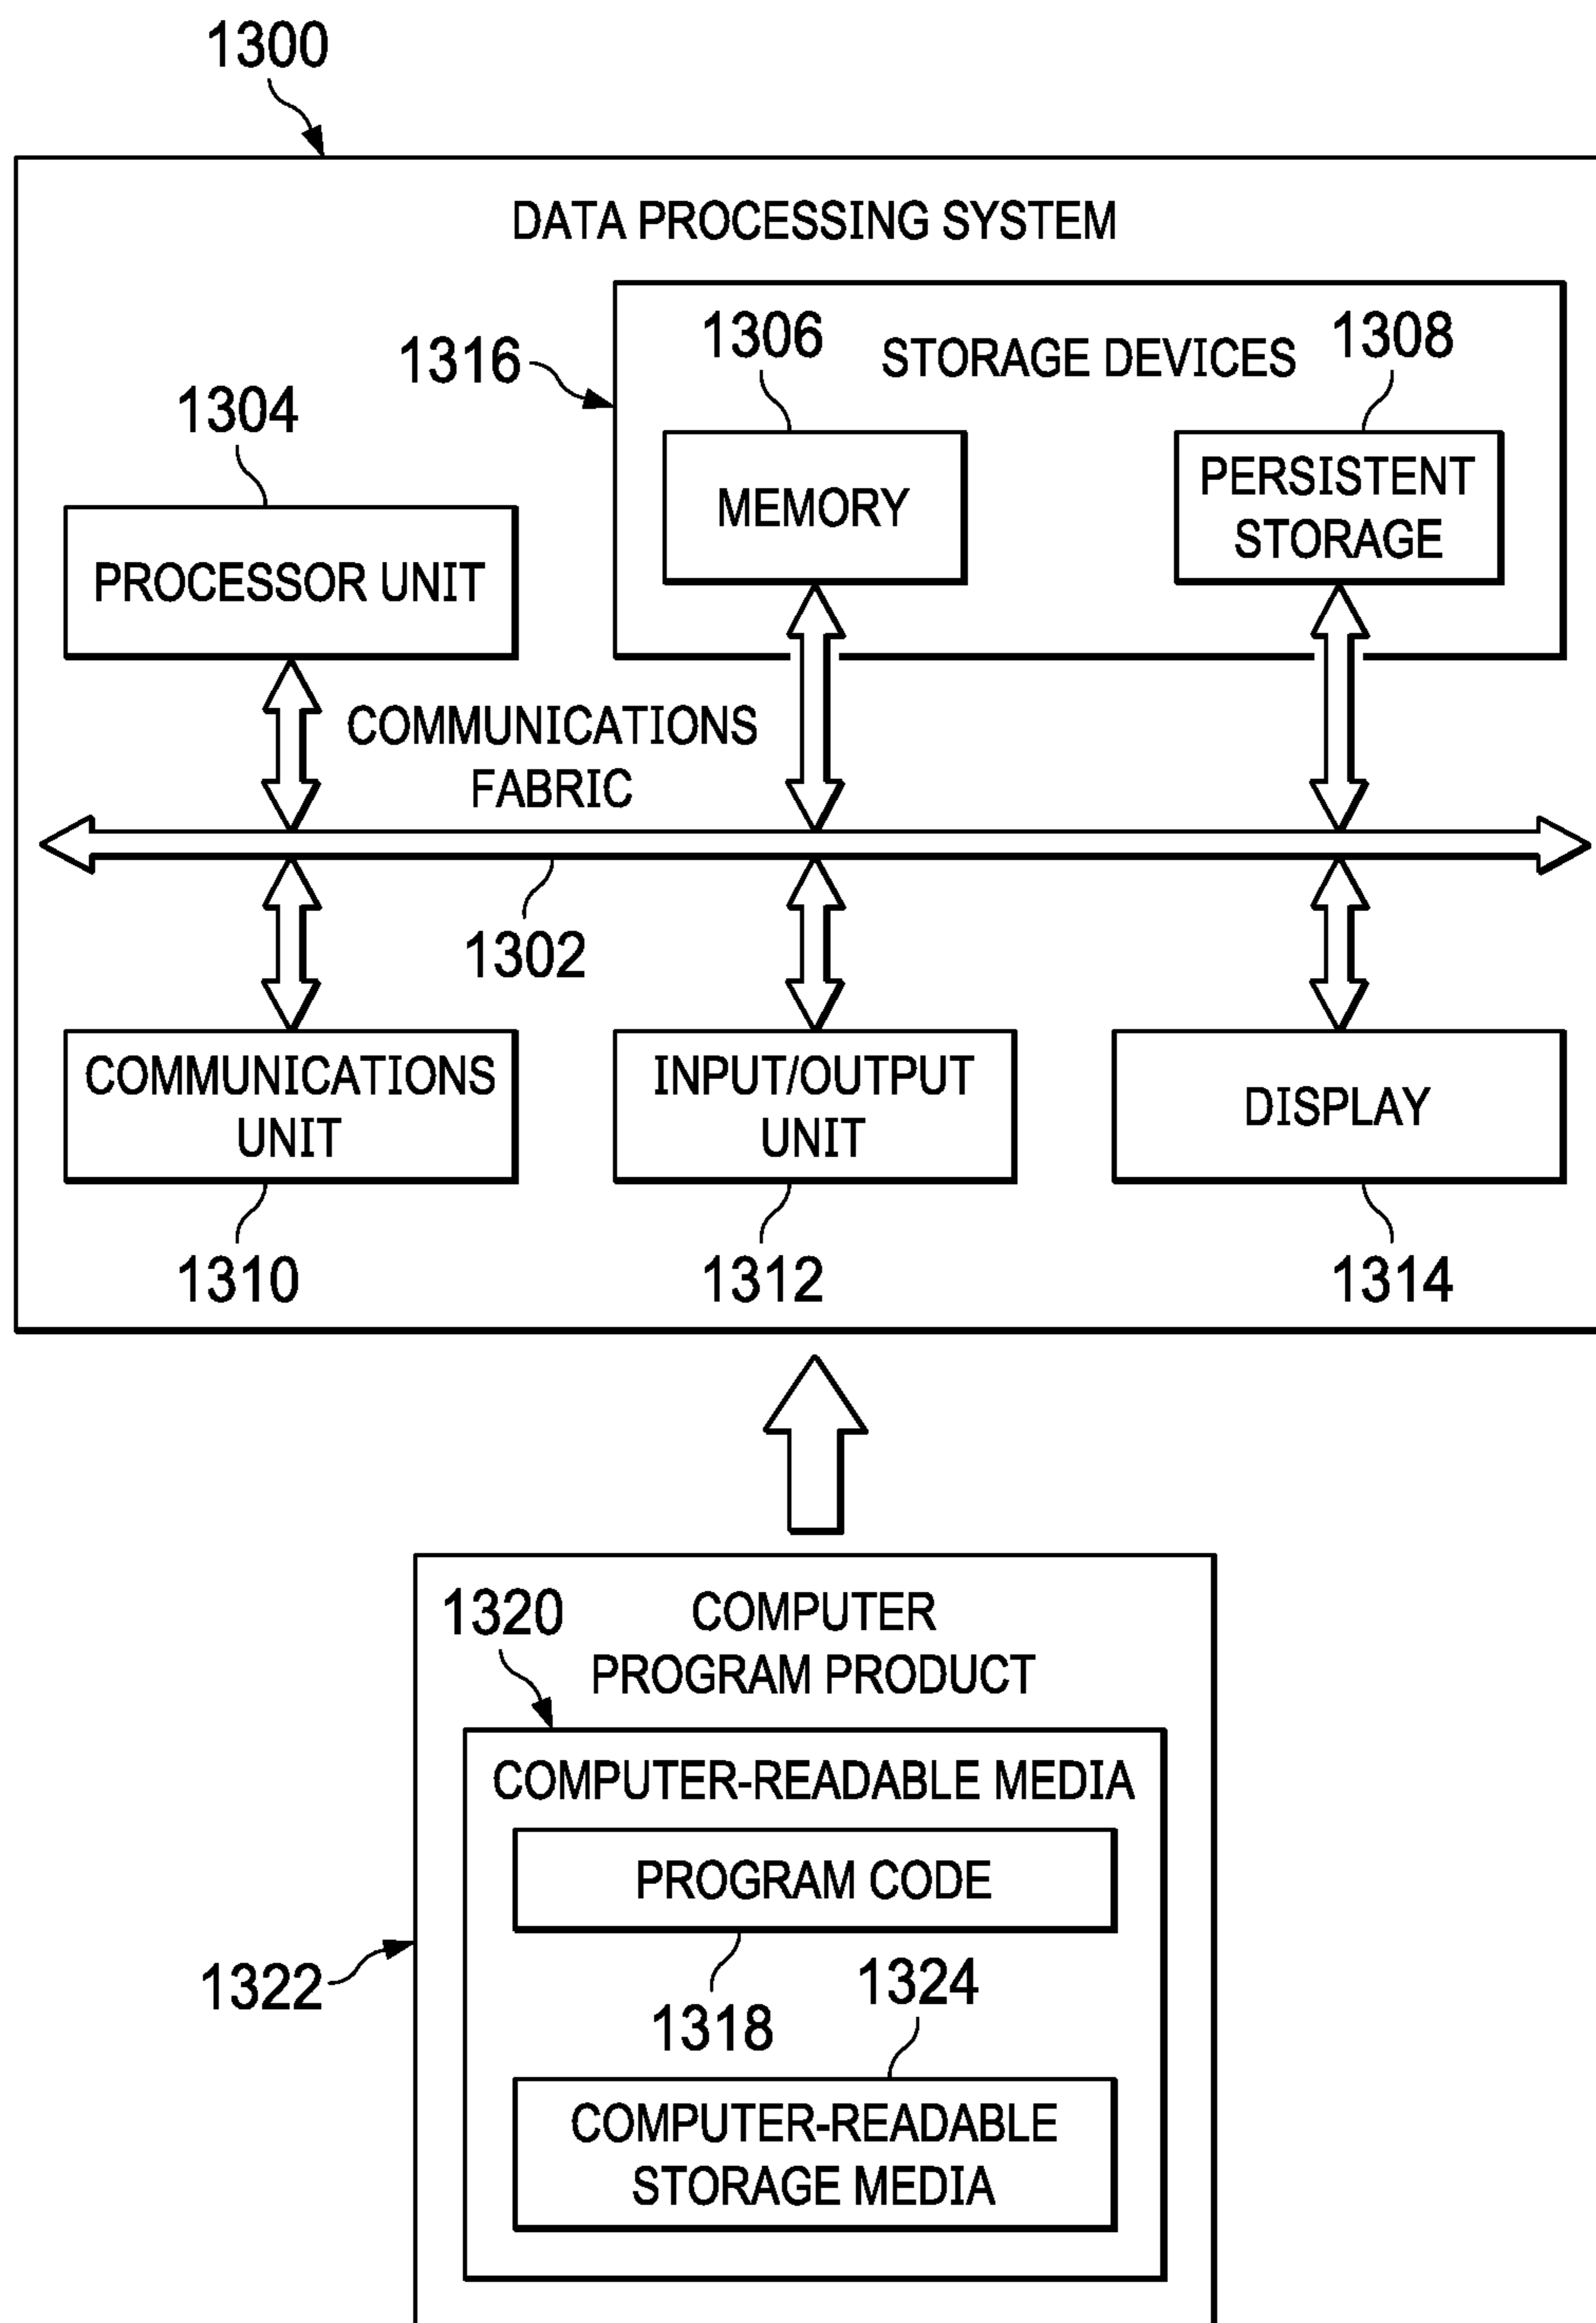 1300
DATA PROCESSING SYSTEM
1316
1306
STORAGE DEVICES
1308
1304
MEMORY
PERSISTENT
STORAGE
PROCESSOR UNIT
COMMUNICATIONS
FABRIC
1302
COMMUNICATIONS
UNIT
INPUT/OUTPUT
UNIT
DISPLAY
1310
1312
1314
1320
COMPUTER
PROGRAM PRODUCT
COMPUTER-READABLE MEDIA
PROGRAM CODE
1322
1318
1324
COMPUTER-READABLE
STORAGE MEDIA